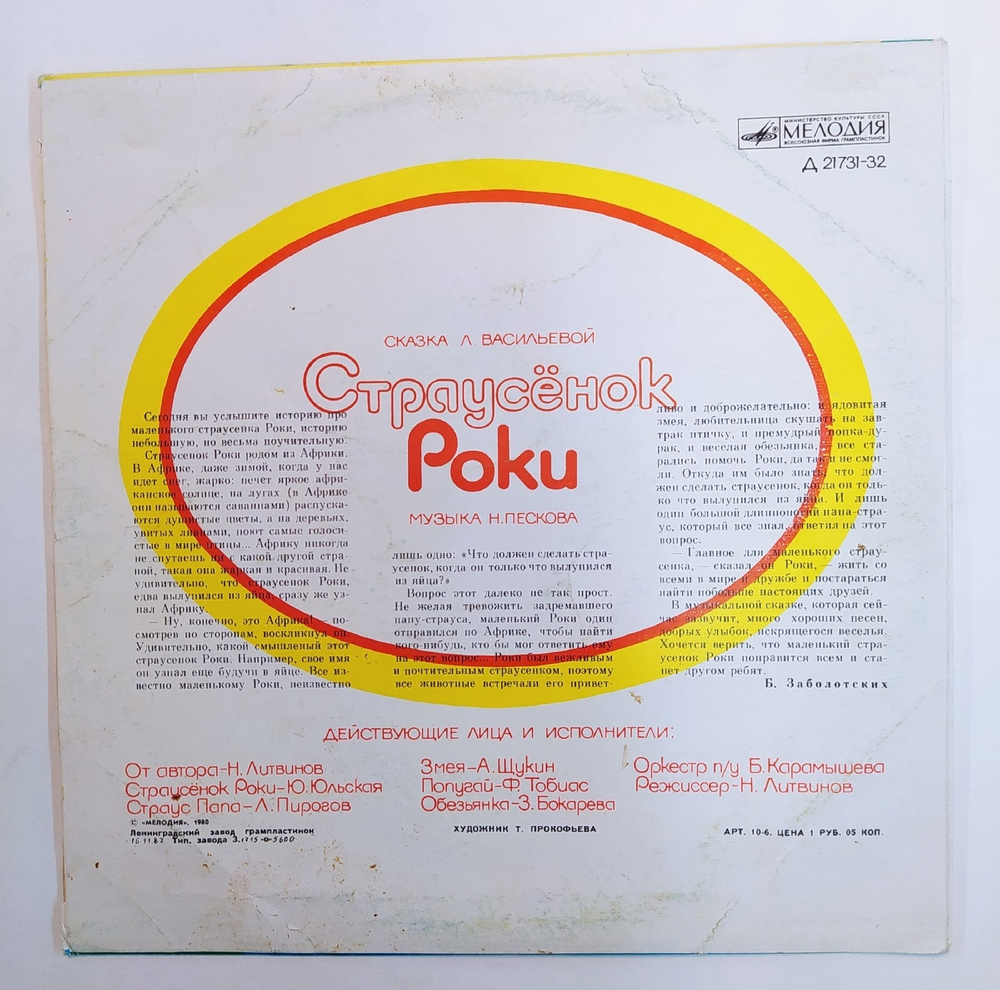 МИНИСТЕРСТВО КУЛЬТУРЫ СССР
МЕЛОДИЯ
ВСЕСОЮЗНАЯ ФИРМА ГРАМПЛАСТИНОК
Д 21731-32
СКАЗКА Л. ВАСИЛЬЕВОЙ
Страусёнок
Роки
МУЗЫКА Н. ПЕСКОВА
Сегодня вы услышите историю про
маленького страусенка Роки, историю
небольшую, но весьма поучительную.
Страусенок Роки родом из Африки.
В Африке, даже зимой, когда у нас
идет снег, жарко: печет яркое афри-
канское солнце, на лугах (в Африке
они называются саваннами) распуска-
ются душистые цветы, а на деревьях,
увитых лианами, поют самые голоси-
стые в мире птицы... Африку никогда
не спутаешь ни с какой другой стра-
ной, такая она жаркая и красивая. Не
удивительно, что страусенок Роки,
едва вылупился из яйца, сразу же уз-
нал Африку.
— Ну, конечно, это Африка! — по-
смотрев по сторонам, воскликнул он.
Удивительно, какой смышленый этот
страусенок Роки. Например, свое имя
он узнал еще будучи в яйце. Все из-
вестно маленькому Роки, неизвестно
лишь одно: «Что должен сделать стра-
усенок, когда он только что вылупился
из яйца?»
Вопрос этот далеко не так прост.
Не желая тревожить задремавшего
папу-страуса, маленький Роки один
отправился по Африке, чтобы найти
кого-нибудь, кто бы мог ответить ему
на этот вопрос... Роки был вежливым
и почтительным страусенком, поэтому
все животные встречали его привет-
ливо и доброжелательно: и ядовитая
змея, любительница скушать на зав-
трак птичку, и премудрый попка-ду-
рак, и веселая обезьянка, все ста-
рались помочь Роки, да так и не смог-
ли. Откуда им было знать, что дол-
жен сделать страусенок, когда он толь-
ко что вылупился из яйца. И лишь
один большой длинноногий папа-стра-
ус, который все знал, ответил на этот
вопрос.
— Главное для маленького страу-
сенка, — сказал он Роки, — жить со
всеми в мире и дружбе и постараться
найти побольше настоящих друзей.
В музыкальной сказке, которая сей-
час зазвучит, много хороших песен,
добрых улыбок, искрящегося веселья.
Хочется верить, что маленький стра-
усенок Роки понравится всем и ста-
нет другом ребят.
Б. Заболотских
ДЕЙСТВУЮЩИЕ ЛИЦА И ИСПОЛНИТЕЛИ:
От автора–Н. Литвинов
Страусёнок Роки–Ю. Юльская
Страус Папа–Л. Пирогов
Змея–А. Щукин
Попугай–Ф. Тобиас
Обезьянка–З. Бокарева
Оркестр п/у Б. Карамышева
Режиссер–Н. Литвинов
© «МЕЛОДИЯ», 1980
Ленинградский завод грампластинок
Тип. завода З.
ХУДОЖНИК Т. ПРОКОФЬЕВА
АРТ. 10-6. ЦЕНА 1 РУБ. 05 КОП.